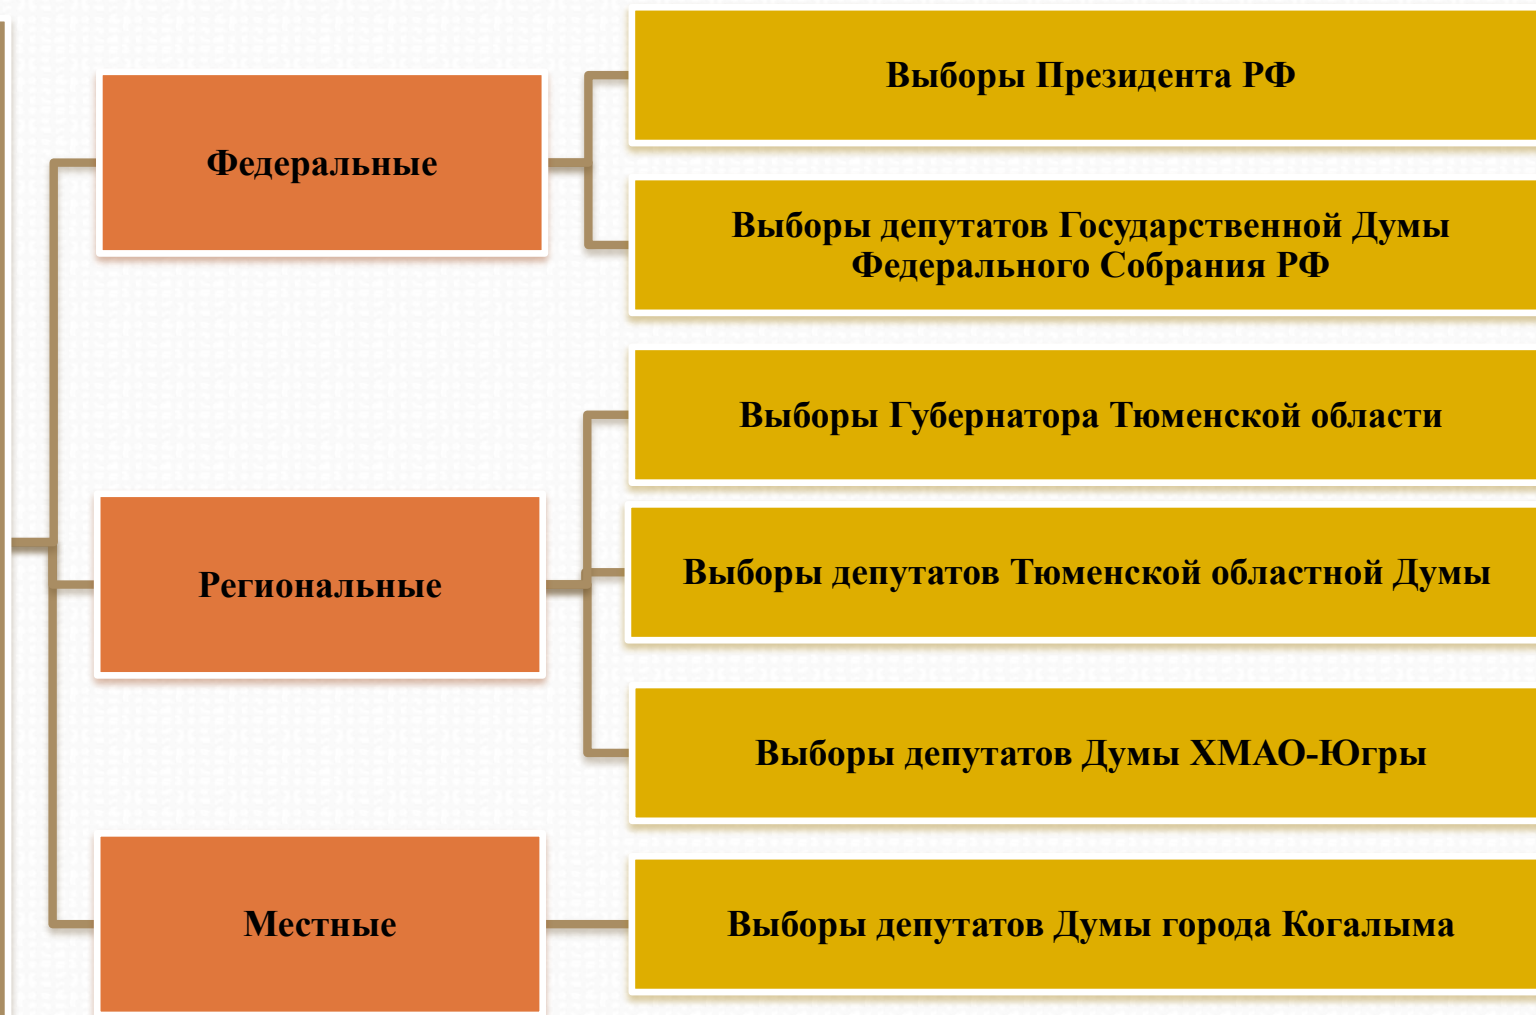 Федеральные
Выборы Президента РФ
Выборы депутатов Государственной Думы
Федерального Собрания РФ
Региональные
Выборы Губернатора Тюменской области
Выборы депутатов Тюменской областной Думы
Выборы депутатов Думы ХМАО-Югры
Местные
Выборы депутатов Думы города Когалыма